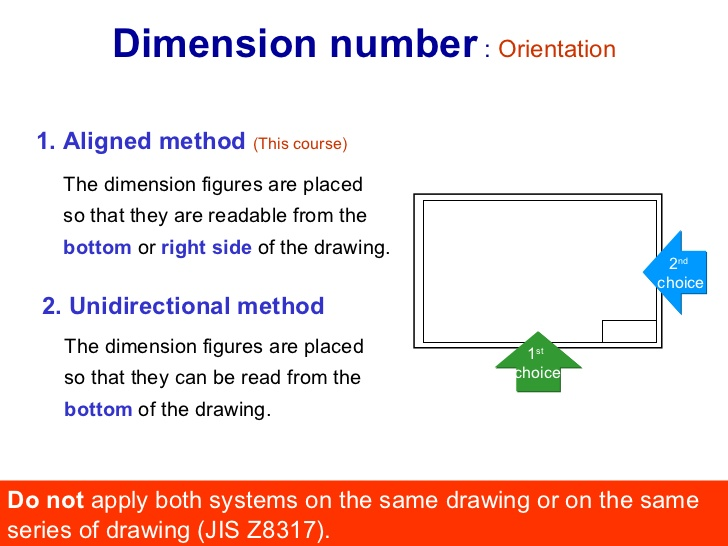 Dimension number : Orientation
1. Aligned method (This course)
The dimension figures are placed
so that they are readable from the
bottom or right side of the drawing.
2nd
choice
2. Unidirectional method
The dimension figures are placed
so that they can be read from the
bottom of the drawing.
1st
choice
Do not apply both systems on the same drawing or on the same
series of drawing (JIS Z8317).